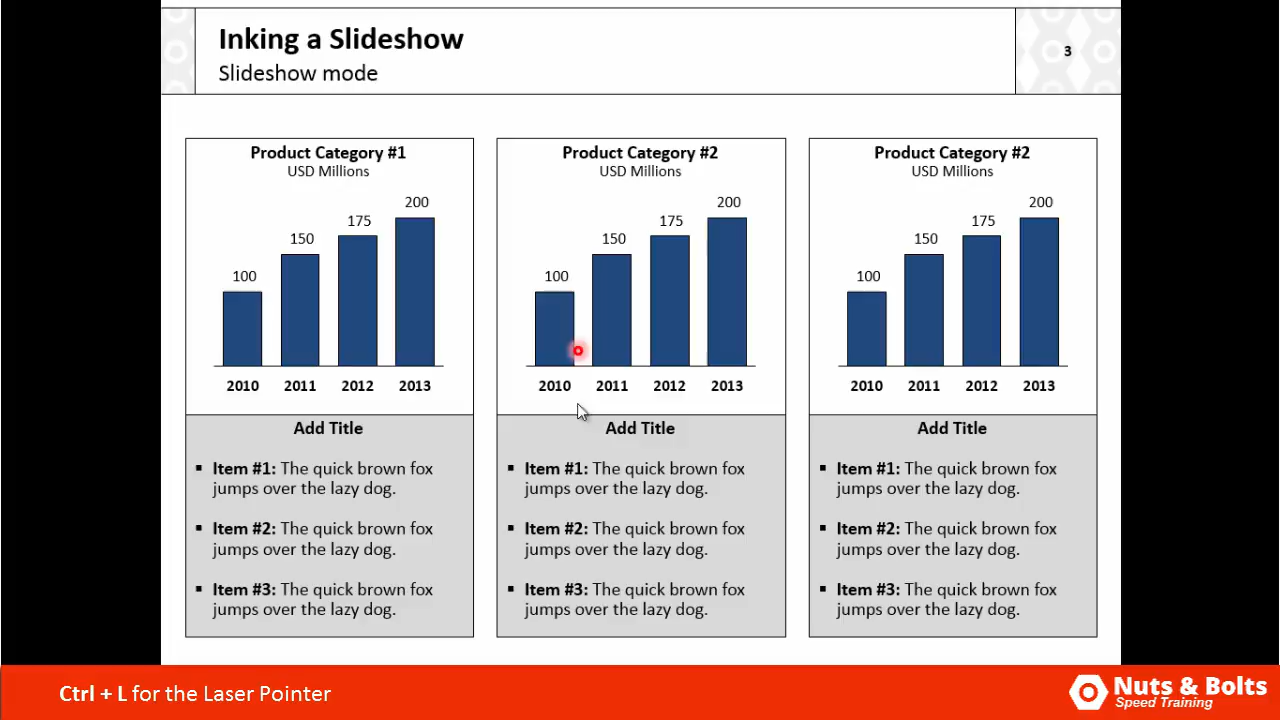 Inking a Slideshow
Slideshow mode
3
Product Category #1
USD Millions
100
150
175
200
2010
2011
2012
2013
Add Title
▪ Item #1: The quick brown fox
jumps over the lazy dog.
▪ Item #2: The quick brown fox
jumps over the lazy dog.
▪ Item #3: The quick brown fox
jumps over the lazy dog.
Product Category #2
USD Millions
100
150
175
200
2010
2011
2012
2013
Add Title
▪ Item #1: The quick brown fox
jumps over the lazy dog.
▪ Item #2: The quick brown fox
jumps over the lazy dog.
▪ Item #3: The quick brown fox
jumps over the lazy dog.
Product Category #2
USD Millions
100
150
175
200
2010
2011
2012
2013
Add Title
▪ Item #1: The quick brown fox
jumps over the lazy dog.
▪ Item #2: The quick brown fox
jumps over the lazy dog.
▪ Item #3: The quick brown fox
jumps over the lazy dog.
Ctrl + L for the Laser Pointer
Nuts & Bolts
Speed Training